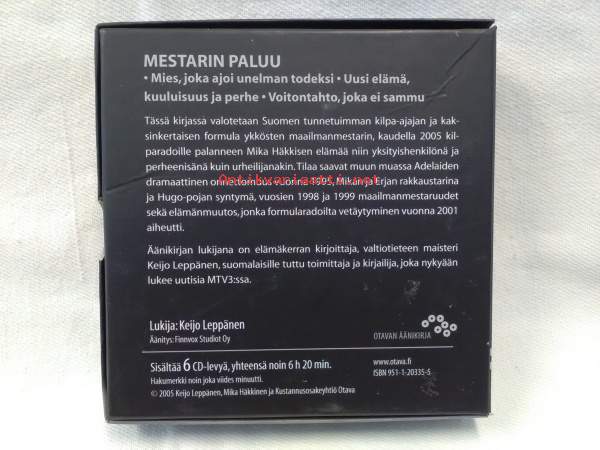 MESTARIN PALUU
• Mies, joka ajoi unelman todeksi • Uusi elämä,
kuuluisuus ja perhe • Voitontahto, joka ei sammu
Tässä kirjassa valotetaan Suomen tunnetuimman kilpa-ajajan ja kak-
sinkertaisen formula ykkösten maailmanmestarin, kaudella 2005 kil-
paradoille palanneen Mika Häkkisen elämää niin yksityishenkilönä ja
perheenisänä kuin urheilijanakin. Tilaa saavat muun muassa Adelaiden
dramaattinen onnettomuus vuonna 1995, Mikan ja Erjan rakkaustarina
ja Hugo-pojan syntymä, vuosien 1998 ja 1999 maailmanmestaruudet
sekä elämänmuutos, jonka formularadoilta vetäytyminen vuonna 2001
aiheutti.
Äänikirjan lukijana on elämäkerran kirjoittaja, valtiotieteen maisteri
Keijo Leppänen, suomalaisille tuttu toimittaja ja kirjailija, joka nykyään
lukee uutisia MTV3:ssa.
Lukija: Keijo Leppänen
Äänitys: Finnvox Studiot Oy
OTAVAN ÄÄNIKIRJA
Sisältää 6 CD-levyä, yhteensä noin 6 h 20 min.
Hakumerkki noin joka viides minuutti.
© 2005 Keijo Leppänen, Mika Häkkinen ja Kustannusosakeyhtiö Otava
www.otava.fi
ISBN 951-1-20335-5